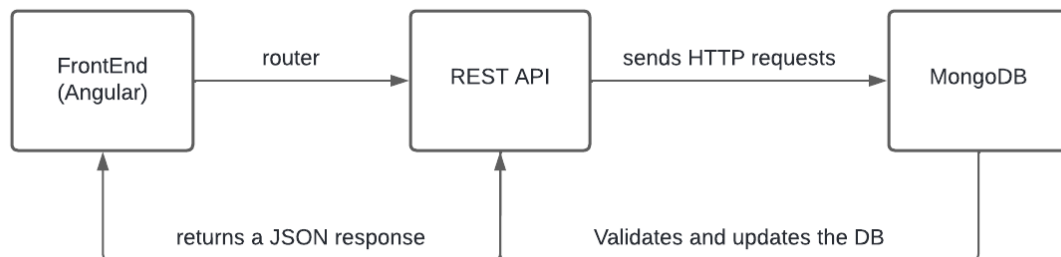 FrontEnd
(Angular)
router
REST API
sends HTTP requests
MongoDB
returns a JSON response
Validates and updates the DB